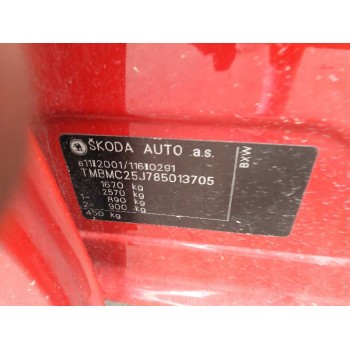 ŠKODA AUTO a.s.
e11*2001/116*0291
TMBMC25J785013705
1670 kg
2570 kg
1- 890 kg
2- 900 kg
450 kg
BXW